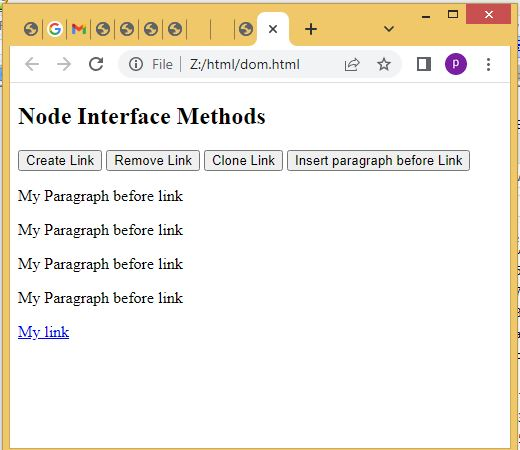 File Z:/html/dom.html p
Node Interface Methods
Create Link Remove Link Clone Link Insert paragraph before Link
My Paragraph before link
My Paragraph before link
My Paragraph before link
My Paragraph before link
My link